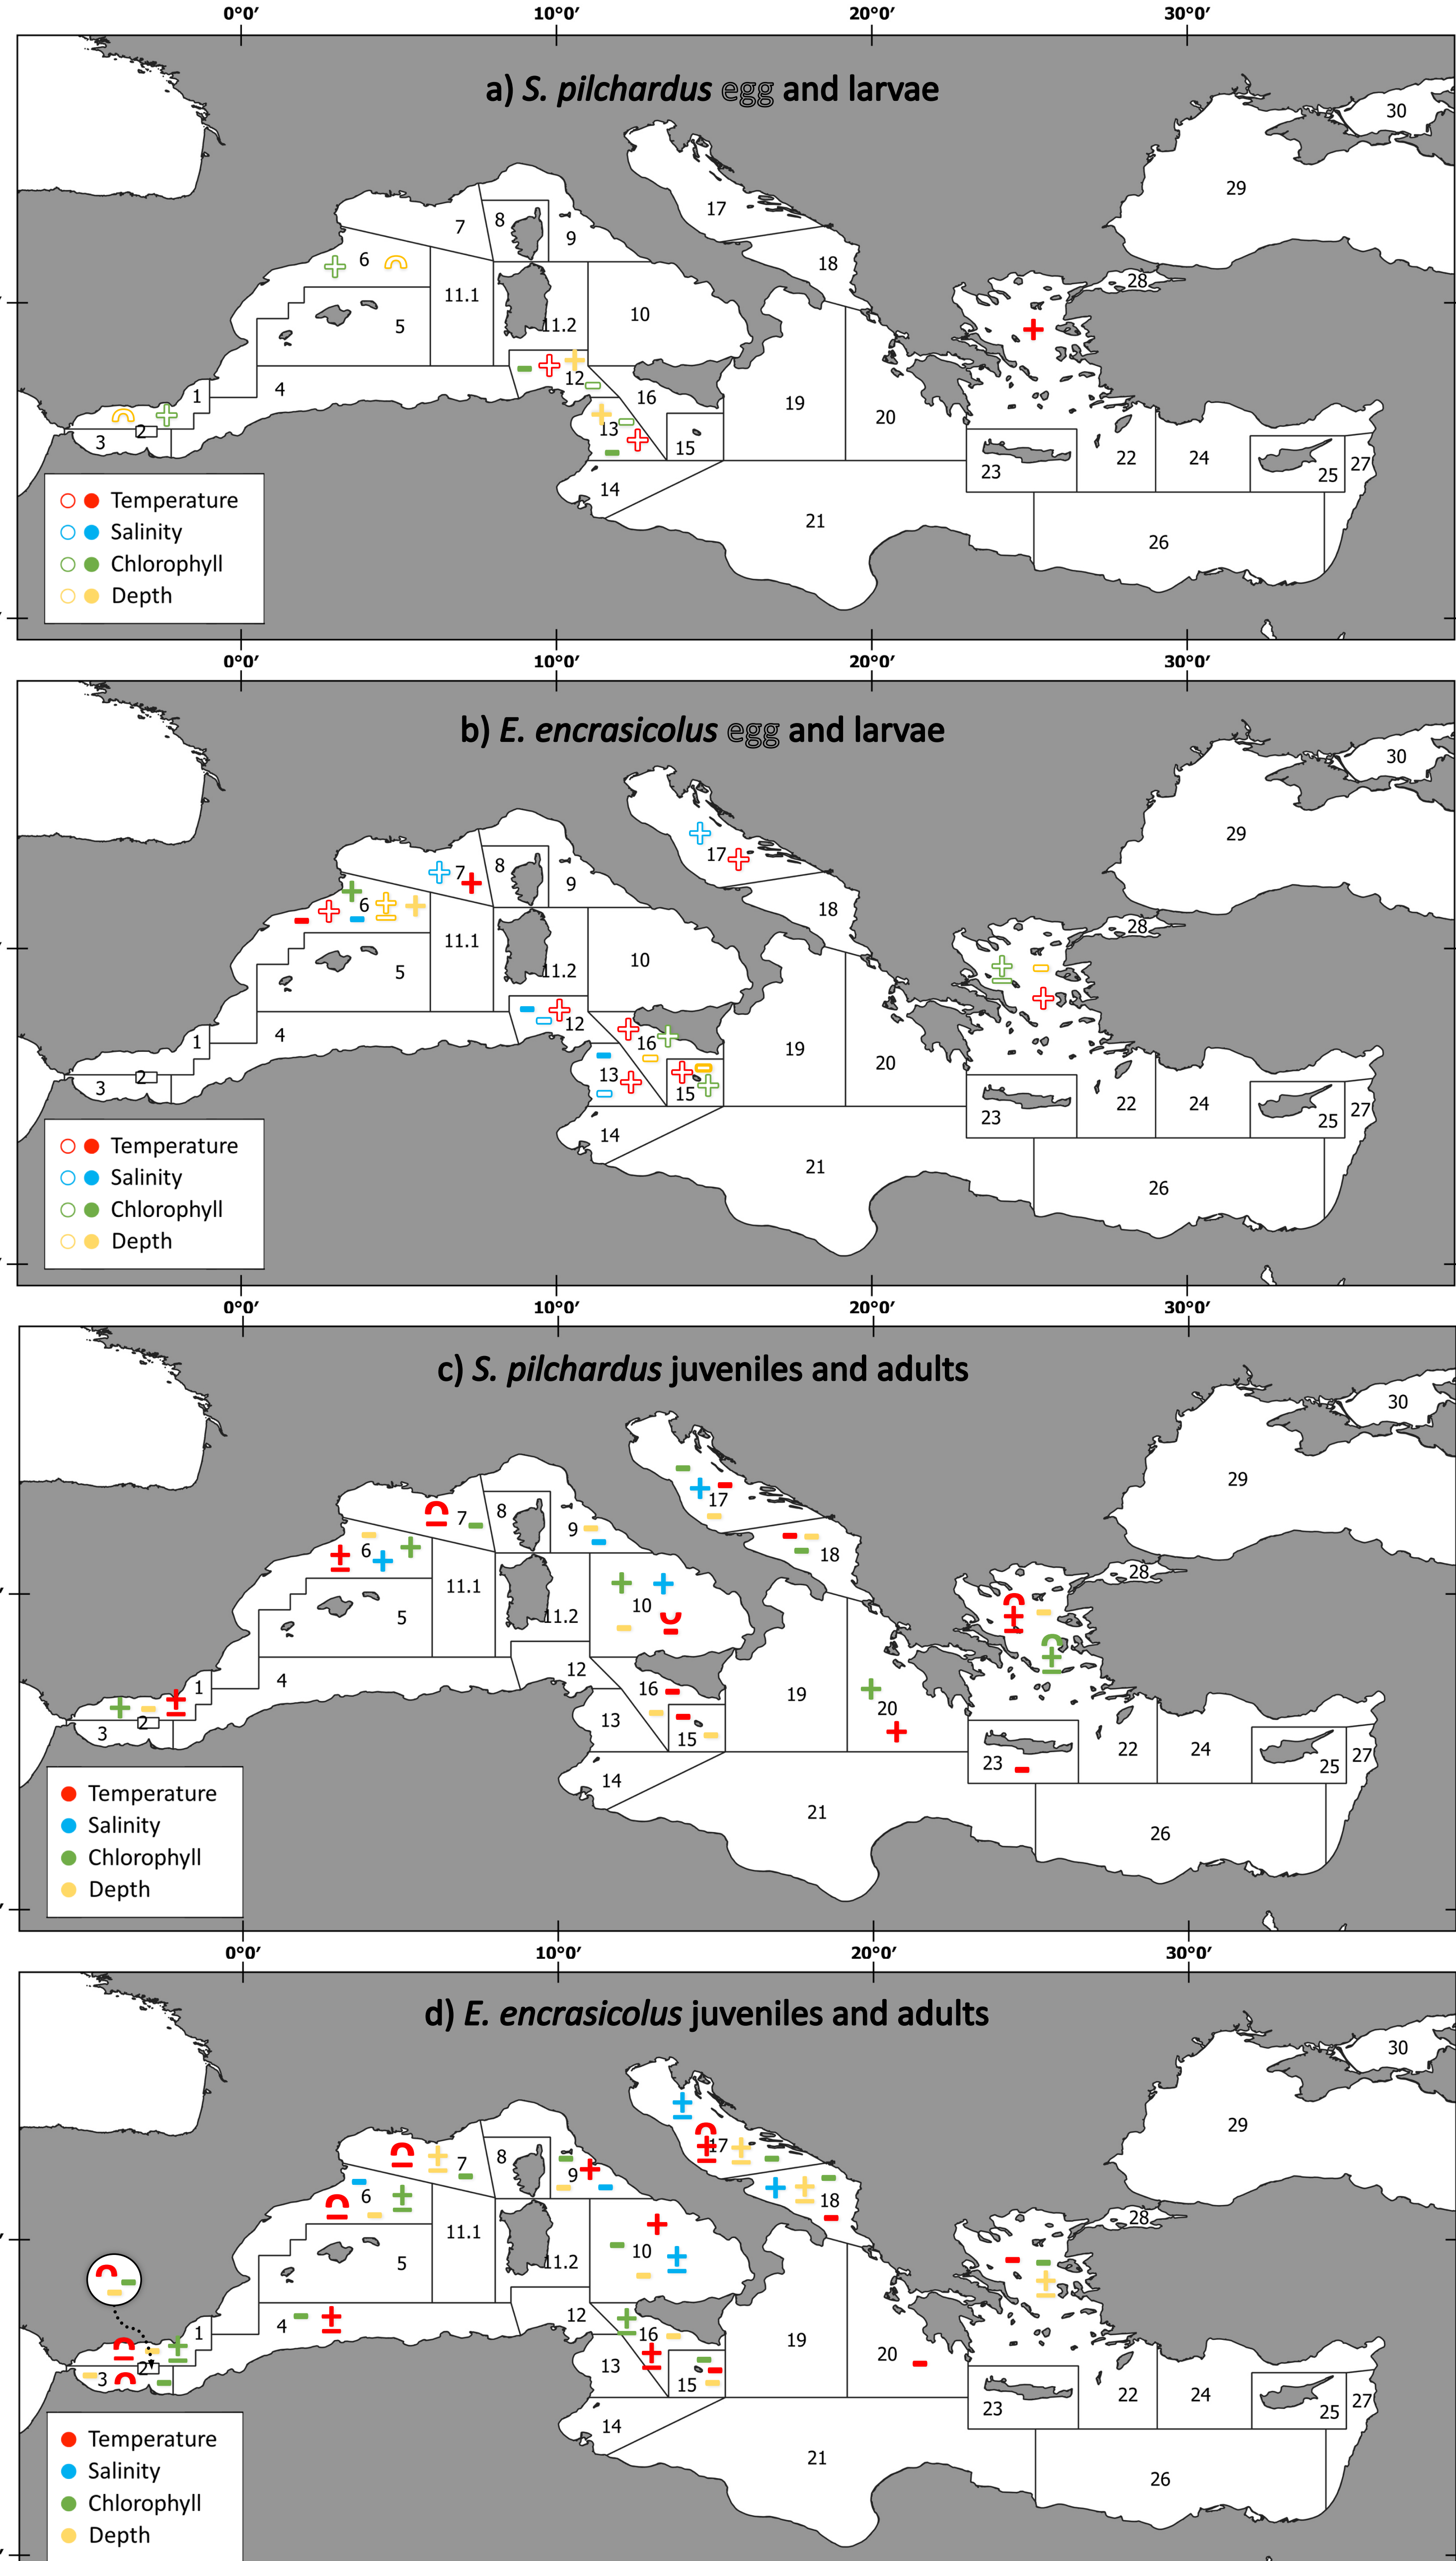 0°0′ 10°0′ 20°0′ 30°0′
a) S. pilchardus egg and larvae
30
29
17
7 8 9
18
6
28
11.1
10
5 11.2
12
1 4 16
19 20
2 13
3 15
22 24
23 25 27
14
21
26
Temperature
Salinity
Chlorophyll
Depth
0°0′ 10°0′ 20°0′ 30°0′
b) E. encrasicolus egg and larvae
30
29
17
7 8 9
18
6
28
11.1
10
5 11.2
12
1 4 16
19 20
2 13
3 15
22 24
23 25 27
14
21
26
Temperature
Salinity
Chlorophyll
Depth
0°0′ 10°0′ 20°0′ 30°0′
c) S. pilchardus juveniles and adults
30
29
17
7 8 9
18
6
28
11.1
10
5 11.2
12
1 4 16
19 20
2 13
3 15
22 24
23 25 27
14
21
26
Temperature
Salinity
Chlorophyll
Depth
0°0′ 10°0′ 20°0′ 30°0′
d) E. encrasicolus juveniles and adults
30
29
17
7 8 9
18
6
28
11.1
10
5 11.2
12
1 4 16
19 20
2 13
3 15
22 24
23 25 27
14
21
26
Temperature
Salinity
Chlorophyll
Depth